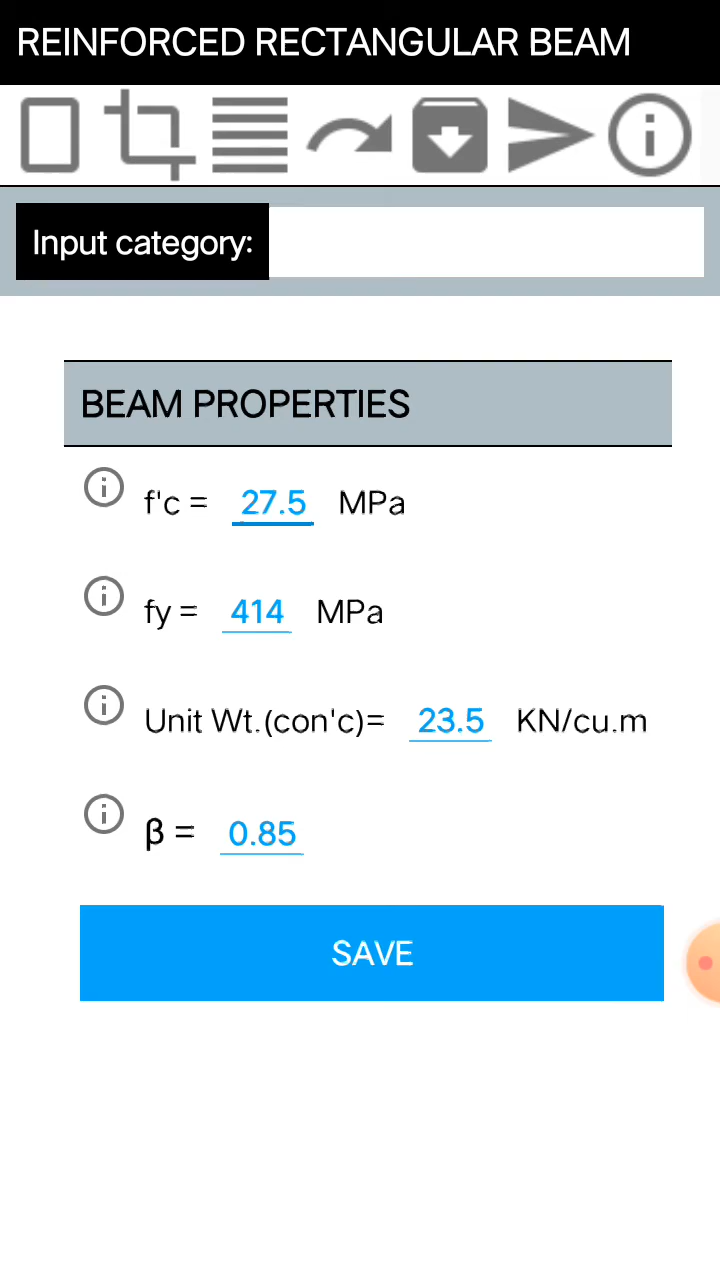 REINFORCED RECTANGULAR BEAM
Input category:
BEAM PROPERTIES
f'c = 27.5 MPa
fy = 414 MPa
Unit Wt.(con'c)= 23.5 KN/cu.m
β = 0.85
SAVE